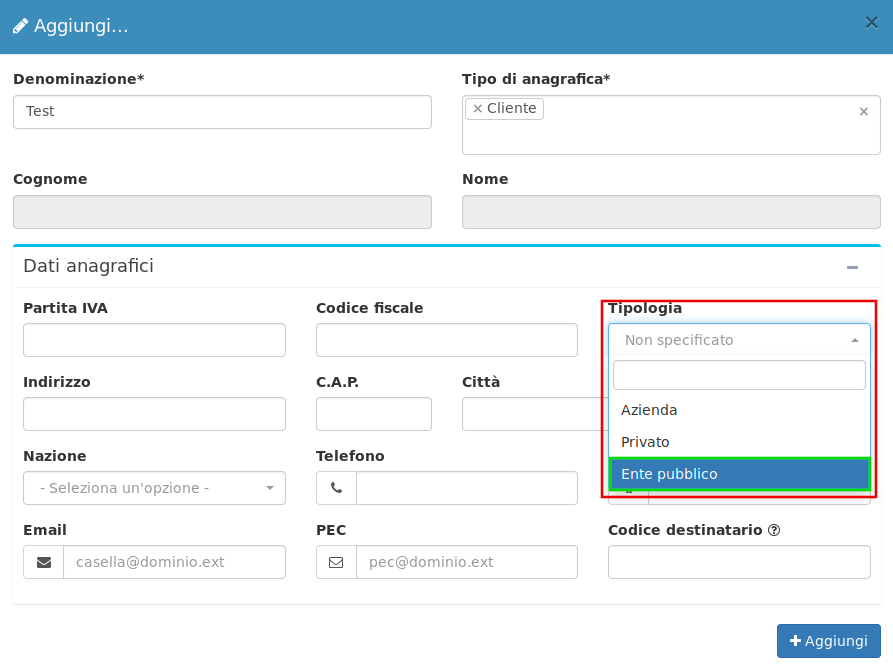 Aggiungi...
×
Denominazione*
Tipo di anagrafica*
Test
× Cliente
×
Cognome
Nome
Dati anagrafici
Partita IVA
Codice fiscale
Tipologia
Non specificato
Indirizzo
C.A.P.
Città
Azienda
Privato
Nazione
Telefono
Ente pubblico
- Seleziona un'opzione -
Email
PEC
Codice destinatario
casella@dominio.ext
pec@dominio.ext
Aggiungi